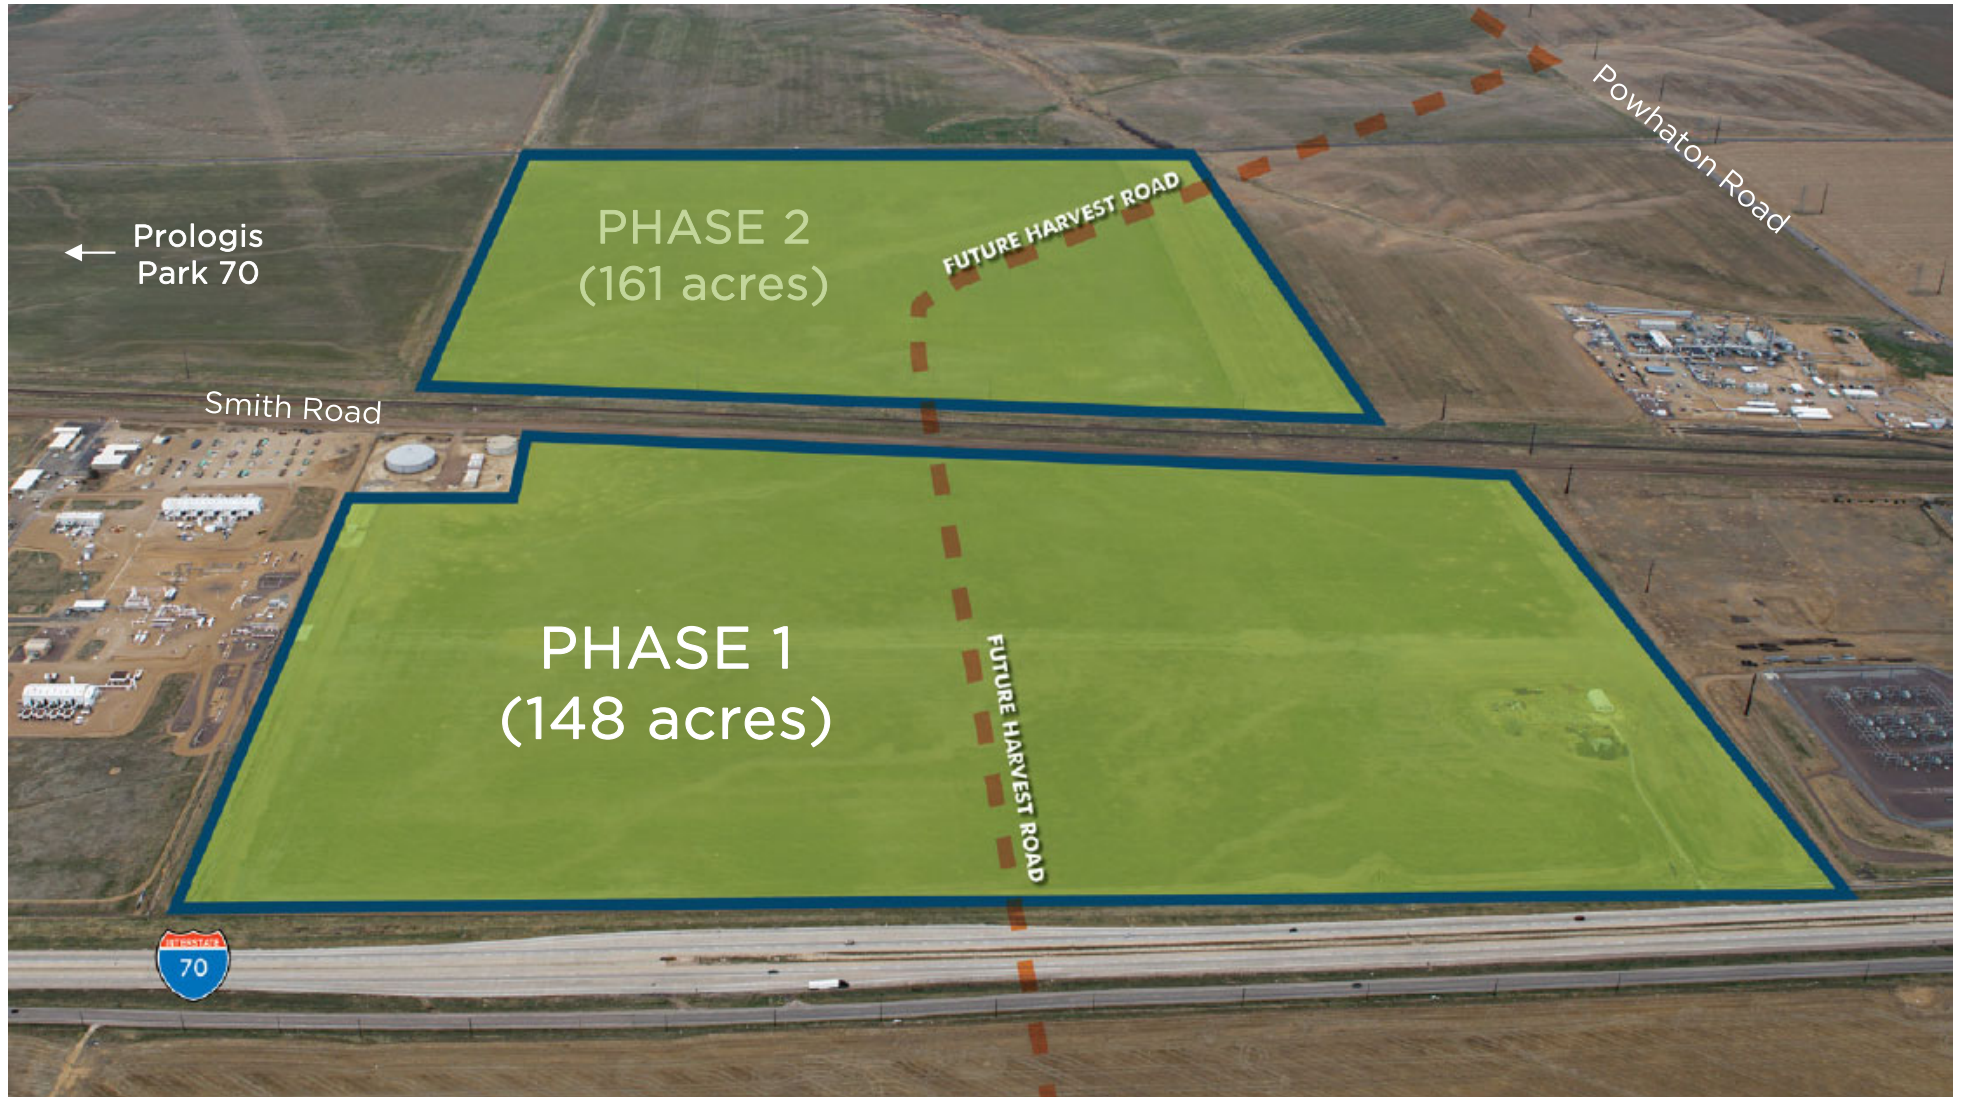 Powhaton Road
FUTURE HARVEST ROAD
PHASE 2
(161 acres)
Prologis
Park 70
Smith Road
PHASE 1
(148 acres)
FUTURE HARVEST ROAD
INTERSTATE
70